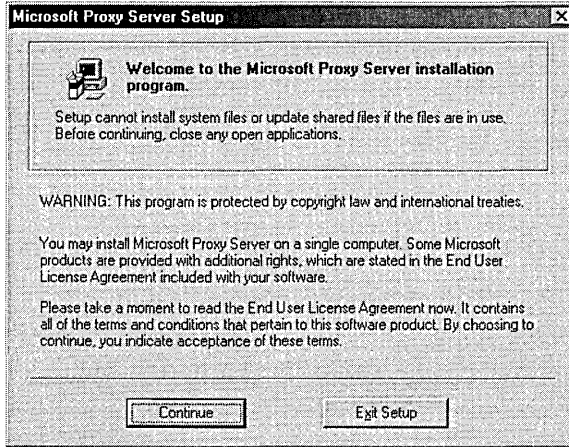 Microsoft Proxy Server Setup
Welcome to the Microsoft Proxy Server installation
program.
Setup cannot install system files or update shared files if the files are in use.
Before continuing, close any open applications.
WARNING: This program is protected by copyright law and international treaties.
You may install Microsoft Proxy Server on a single computer. Some Microsoft
products are provided with additional rights, which are stated in the End User
License Agreement included with your software.
Please take a moment to read the End User License Agreement now. It contains
all of the terms and conditions that pertain to this software product. By choosing to
continue, you indicate acceptance of these terms.
Continue
Exit Setup